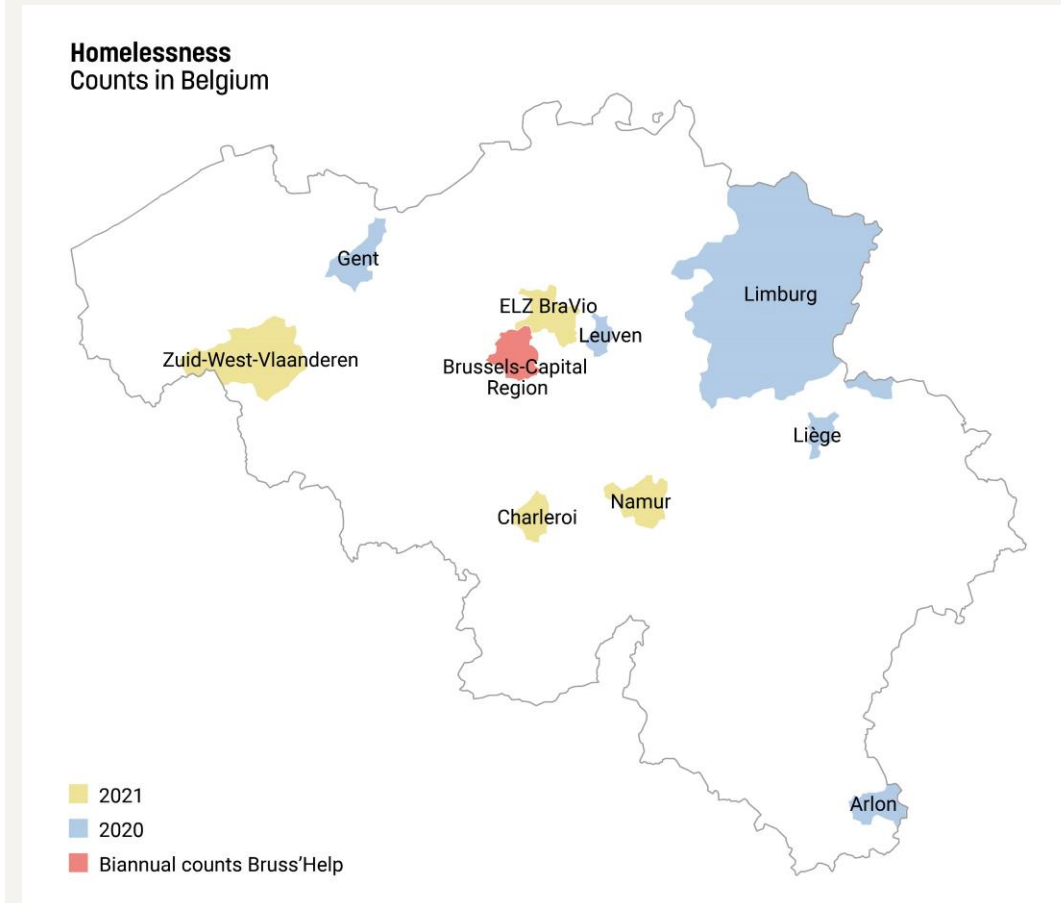 Homelessness
Counts in Belgium
Gent
ELZ BraVio
Limburg
Leuven
Zuid-West-Vlaanderen
Brussels-Capital
Region
Liège
Namur
Charleroi
2021
Arlon
2020
Biannual counts Bruss'Help